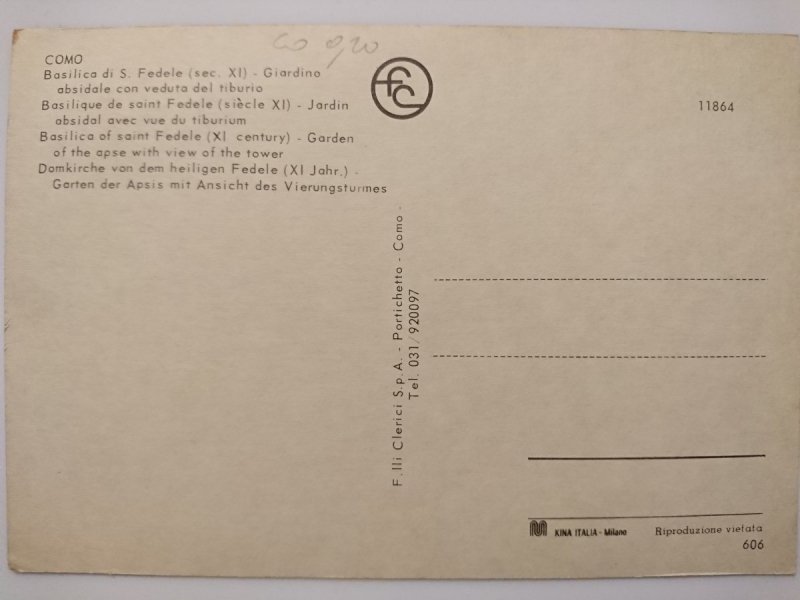 COMO
Basilica di S. Fedele (sec. XI) - Giardino
absidale con veduta del tiburio
Basilique de saint Fedele (siècle XI) - Jardin
absidal avec vue du tiburium
Basilica of saint Fedele (XI century) - Garden
of the apse with view of the tower
Domkirche von dem heiligen Fedele (XI Jahr.) -
Garten der Apsis mit Ansicht des Vierungsturmes
11864
F.lli Clerici S.p.A. - Portichetto - Como -
Tel. 031/920097
KINA ITALIA - Milano
Riproduzione vietata
606